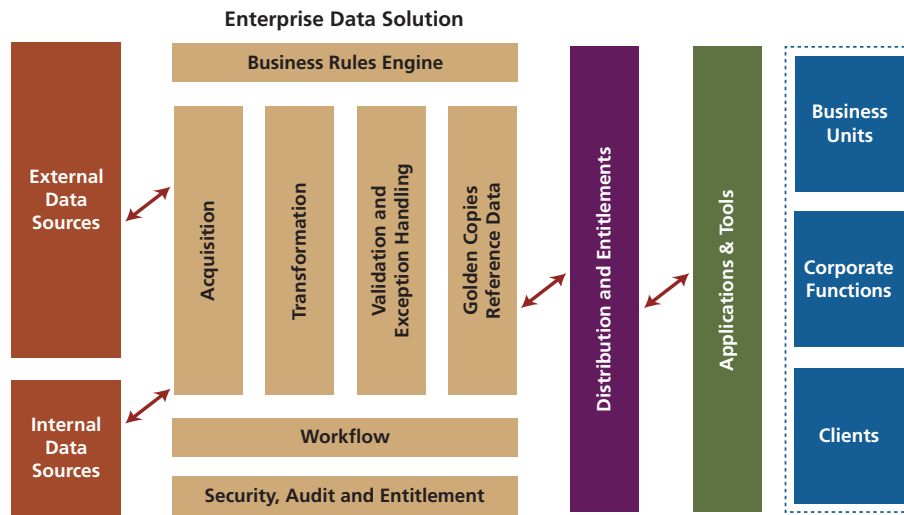 Enterprise Data Solution
Business Rules Engine
External
Data
Sources
Internal
Data
Sources
Acquisition
Transformation
Validation and
Exception Handling
Golden Copies
Reference Data
Workflow
Security, Audit and Entitlement
Distribution and Entitlements
Applications & Tools
Business
Units
Corporate
Functions
Clients